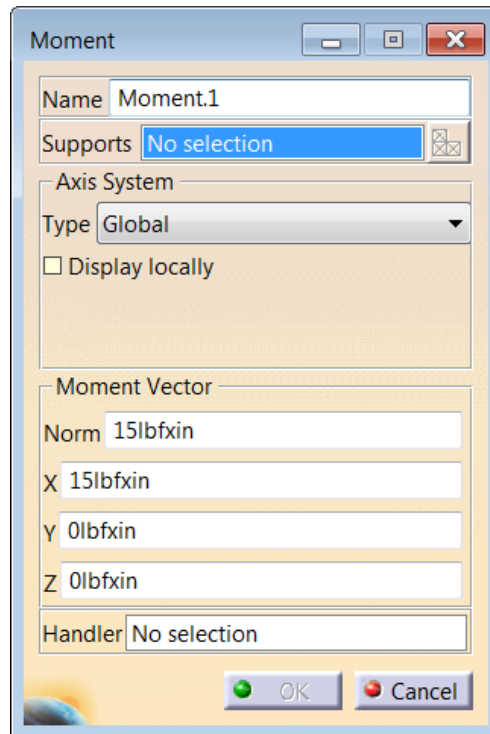 Moment
Name Moment.1
Supports No selection
Axis System
Type Global
Display locally
Moment Vector
Norm 15lbfxin
X 15lbfxin
Y 0lbfxin
Z 0lbfxin
Handler No selection
OK Cancel